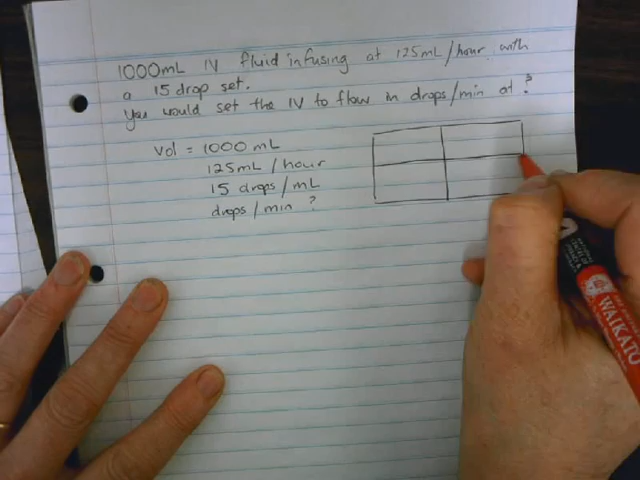 1000mL IV fluid infusing at 125mL/hour with
a 15 drop set.
You would set the IV to flow in drops/min at?
Vol = 1000 mL
125mL/hour
15 drops/mL
drops/min ?
WAIKATO